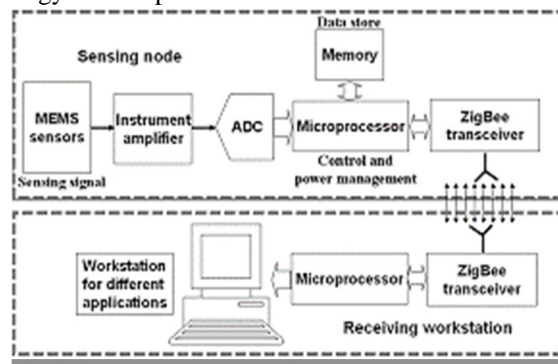 Data store
Sensing node
Memory
MEMS
sensors
Instrument
amplifier
ADC
Microprocessor
ZigBee
transceiver
Sensing signal
Control and
power management
Workstation
for different
applications
Microprocessor
ZigBee
transceiver
Receiving workstation